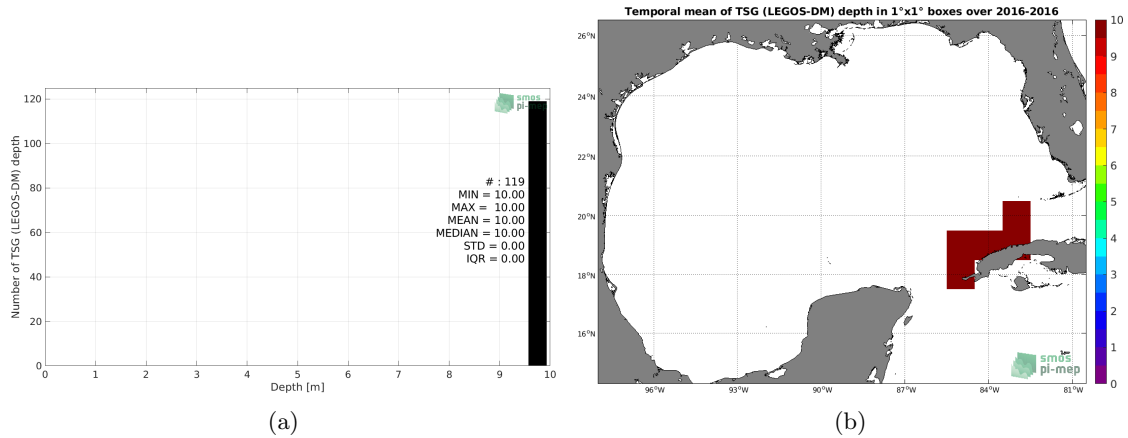 Temporal mean of TSG (LEGOS-DM) depth in 1°x1° boxes over 2016-2016
Number of TSG (LEGOS-DM) depth
120
100
80
60
40
20
0
smos
pi-mep
# : 119
MIN = 10.00
MAX = 10.00
MEAN = 10.00
MEDIAN = 10.00
STD = 0.00
IQR = 0.00
0 1 2 3 4 5 6 7 8 9 10
Depth [m]
(a)
26°N
24°N
22°N
20°N
18°N
16°N
96°W 93°W 90°W 87°W 84°W 81°W
smos
pi-mep
10
9
8
7
6
5
4
3
2
1
0
(b)